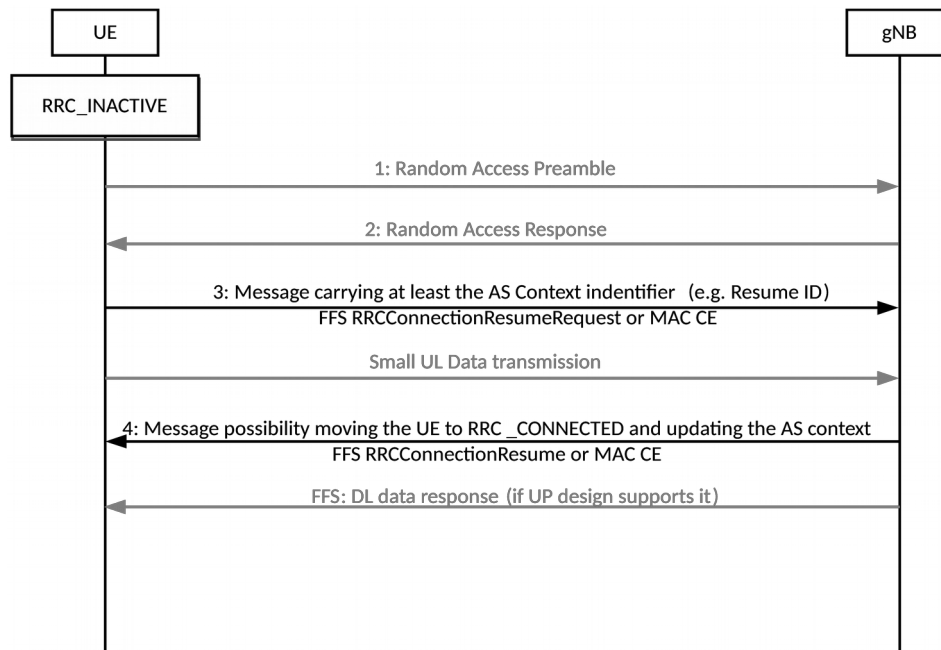 UE
gNB
RRC_INACTIVE
1: Random Access Preamble
2: Random Access Response
3: Message carrying at least the AS Context indentifier (e.g. Resume ID)
FFS RRCConnectionResumeRequest or MAC CE
Small UL Data transmission
4: Message possibility moving the UE to RRC _CONNECTED and updating the AS context
FFS RRCConnectionResume or MAC CE
FFS: DL data response (if UP design supports it)